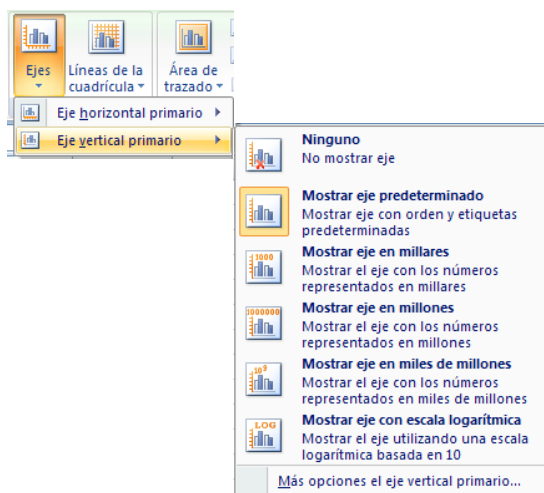 Ejes
Líneas de la
cuadrícula
Área de
trazado
Eje horizontal primario
Eje vertical primario
Ninguno
No mostrar eje
Mostrar eje predeterminado
Mostrar eje con orden y etiquetas
predeterminadas
1000
Mostrar eje en millares
Mostrar el eje con los números
representados en millares
1000000
Mostrar eje en millones
Mostrar el eje con los números
representados en millones
10⁹
Mostrar eje en miles de millones
Mostrar el eje con los números
representados en miles de millones
LOG
Mostrar eje con escala logarítmica
Mostrar el eje utilizando una escala
logarítmica basada en 10
Más opciones el eje vertical primario...